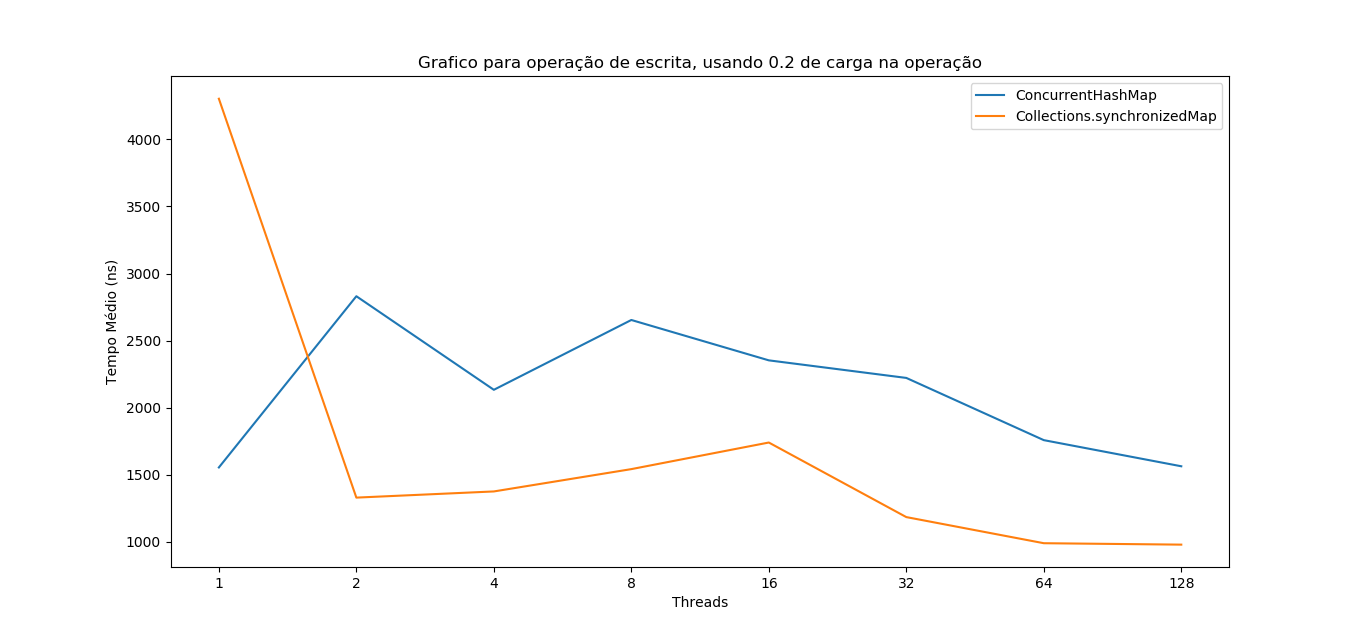 Grafico para operação de escrita, usando 0.2 de carga na operação
ConcurrentHashMap
Collections.synchronizedMap
Tempo Médio (ns)
4000
3500
3000
2500
2000
1500
1000
1 2 4 8 16 32 64 128
Threads